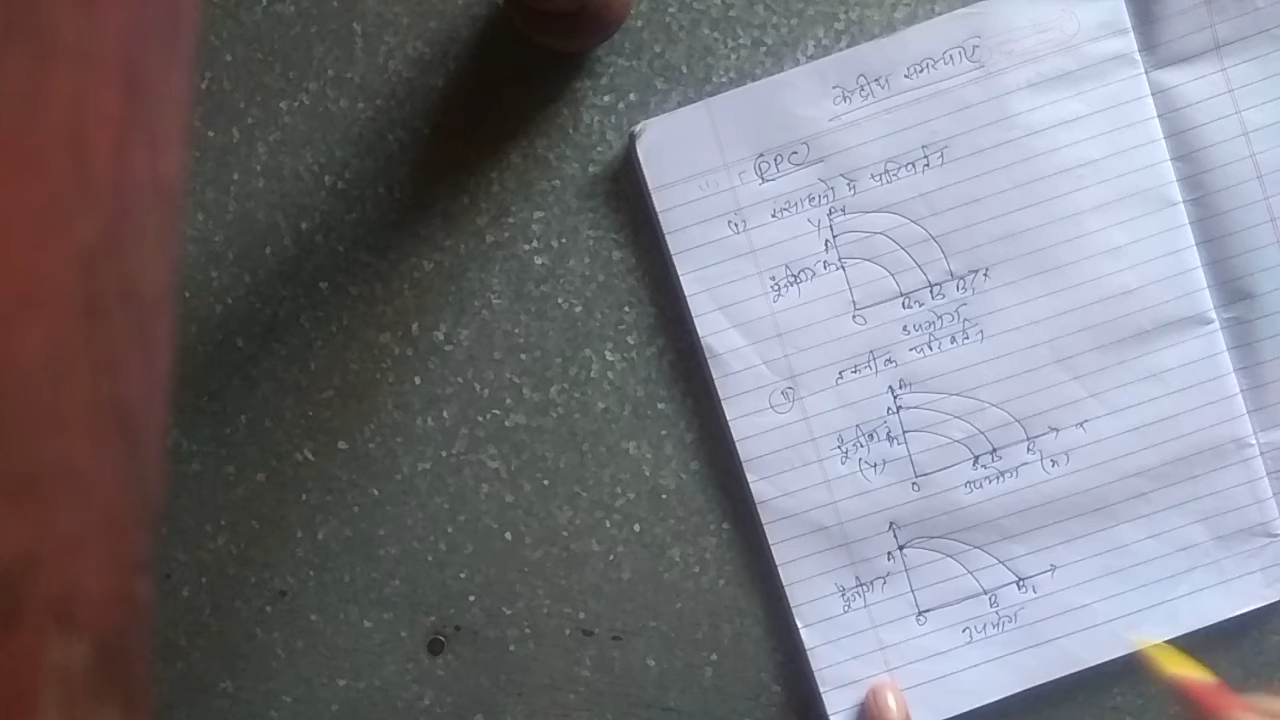 केन्द्रीय समस्याएं
(PPC)
(i) संसाधनो मे परिवर्तन
Y
A
पूंजीगत
O B2 B B1 X
उपभोग
(ii) तकनीक परिवर्तन
A1
A
पूंजीगत
(Y)
O B2 B B1 X
उपभोग (X)
A
पूंजीगत
O B B1
उपभोग